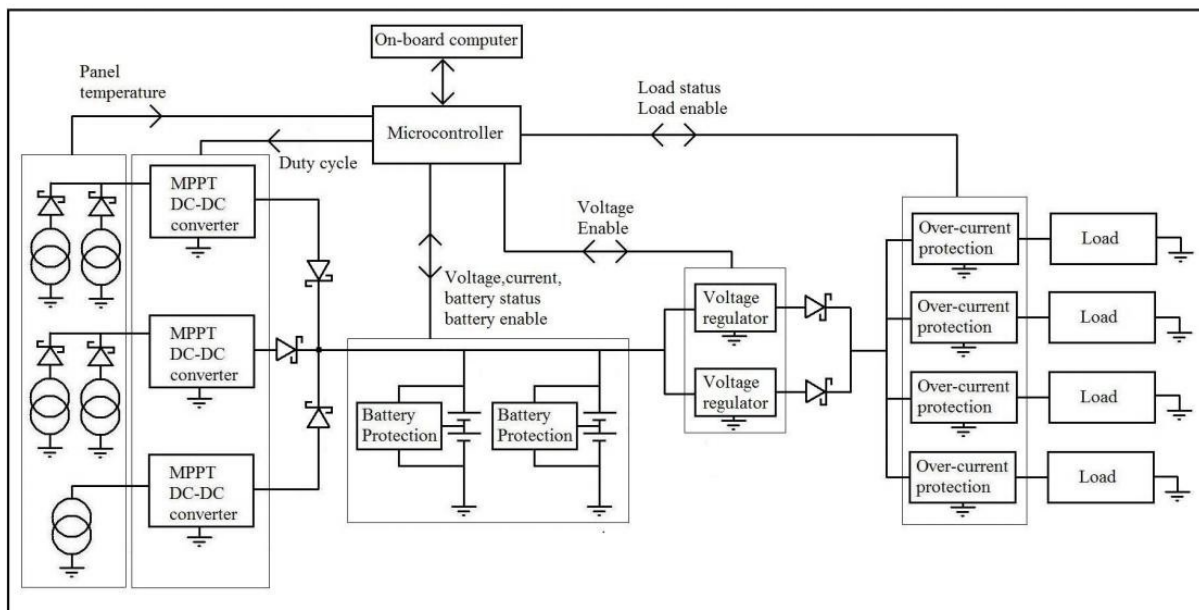 On-board computer
Panel
temperature
Load status
Load enable
Microcontroller
Duty cycle
MPPT
DC-DC
converter
Voltage
Enable
Over-current
protection
Load
Voltage,current,
battery status
battery enable
Voltage
regulator
MPPT
DC-DC
converter
Over-current
protection
Load
Voltage
regulator
Battery
Protection
Battery
Protection
Over-current
protection
Load
MPPT
DC-DC
converter
Over-current
protection
Load